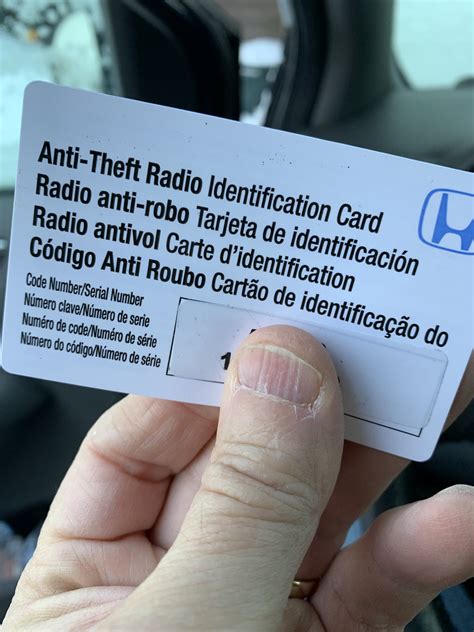 Anti-Theft Radio Identification Card
Radio anti-robo Tarjeta de identificación
Radio antivol Carte d'identification
Código Anti Roubo Cartão de identificação do
Code Number/Serial Number
Número clave/Número de serie
Numéro de code/Numéro de série
Número do código/Número de série